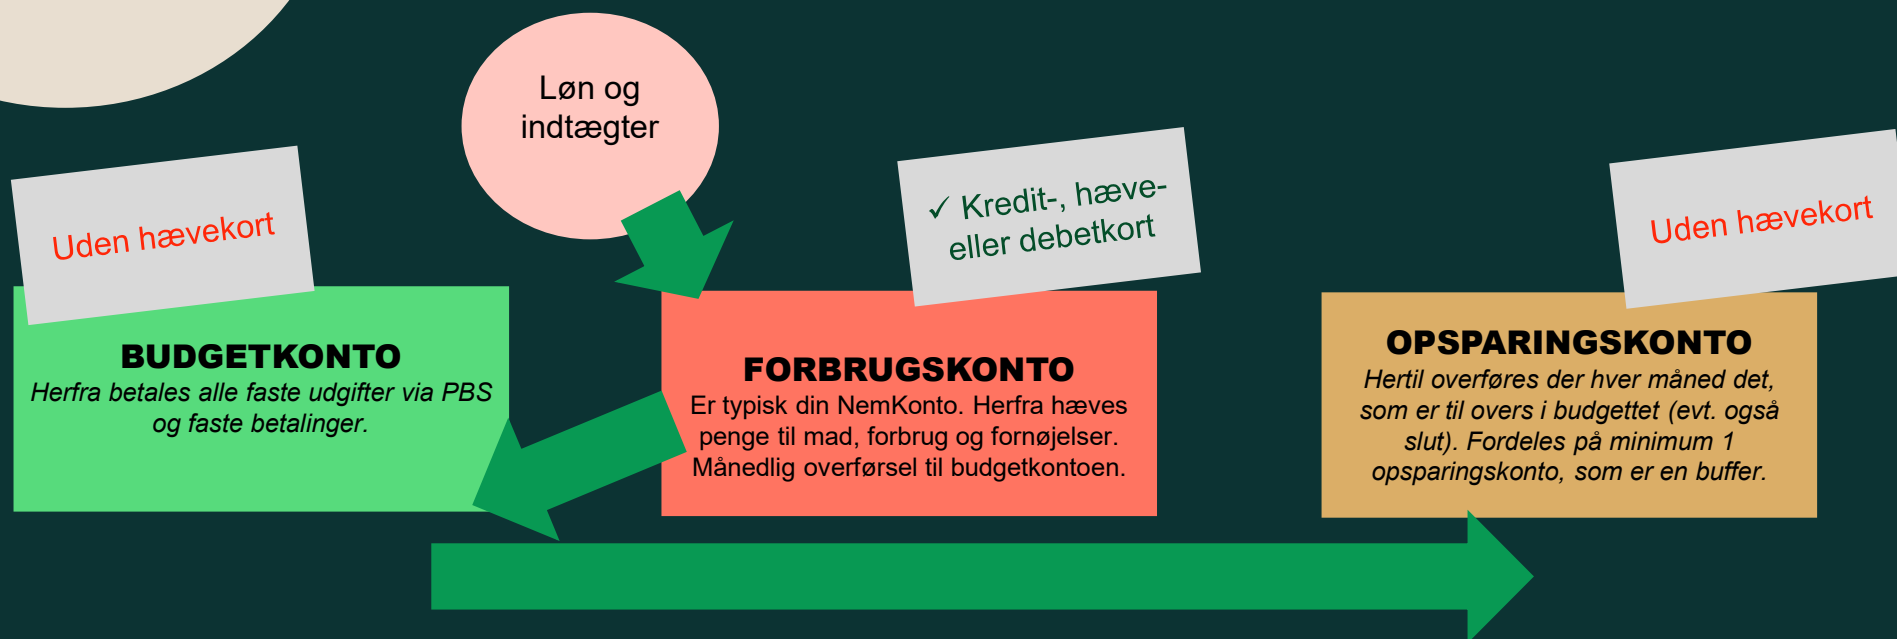 Løn og
indtægter
Uden hævekort
✓ Kredit-, hæve-
eller debetkort
Uden hævekort
BUDGETKONTO
Herfra betales alle faste udgifter via PBS
og faste betalinger.
FORBRUGSKONTO
Er typisk din NemKonto. Herfra hæves
penge til mad, forbrug og fornøjelser.
Månedlig overførsel til budgetkontoen.
OPSPARINGSKONTO
Hertil overføres der hver måned det,
som er til overs i budgettet (evt. også
slut). Fordeles på minimum 1
opsparingskonto, som er en buffer.